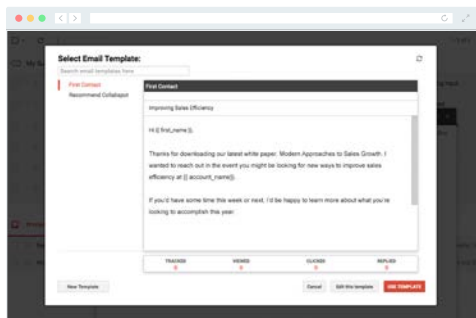 Select Email Template:
Search email templates here
First Contact
Recommend Collabspot
First Contact
Improving Sales Efficiency
Hi {{ first_name }},
Thanks for downloading our latest white paper, 'Modern Approaches to Sales Growth. I
wanted to reach out in the event you might be looking for new ways to improve sales
efficiency at {{ account_name}}.
If you'd have some time this week or next, I'd be happy to learn more about what you're
looking to accomplish this year.
TRACKED VIEWED CLICKED REPLIED
0 0 0 0
New Template Cancel Edit this template USE TEMPLATE